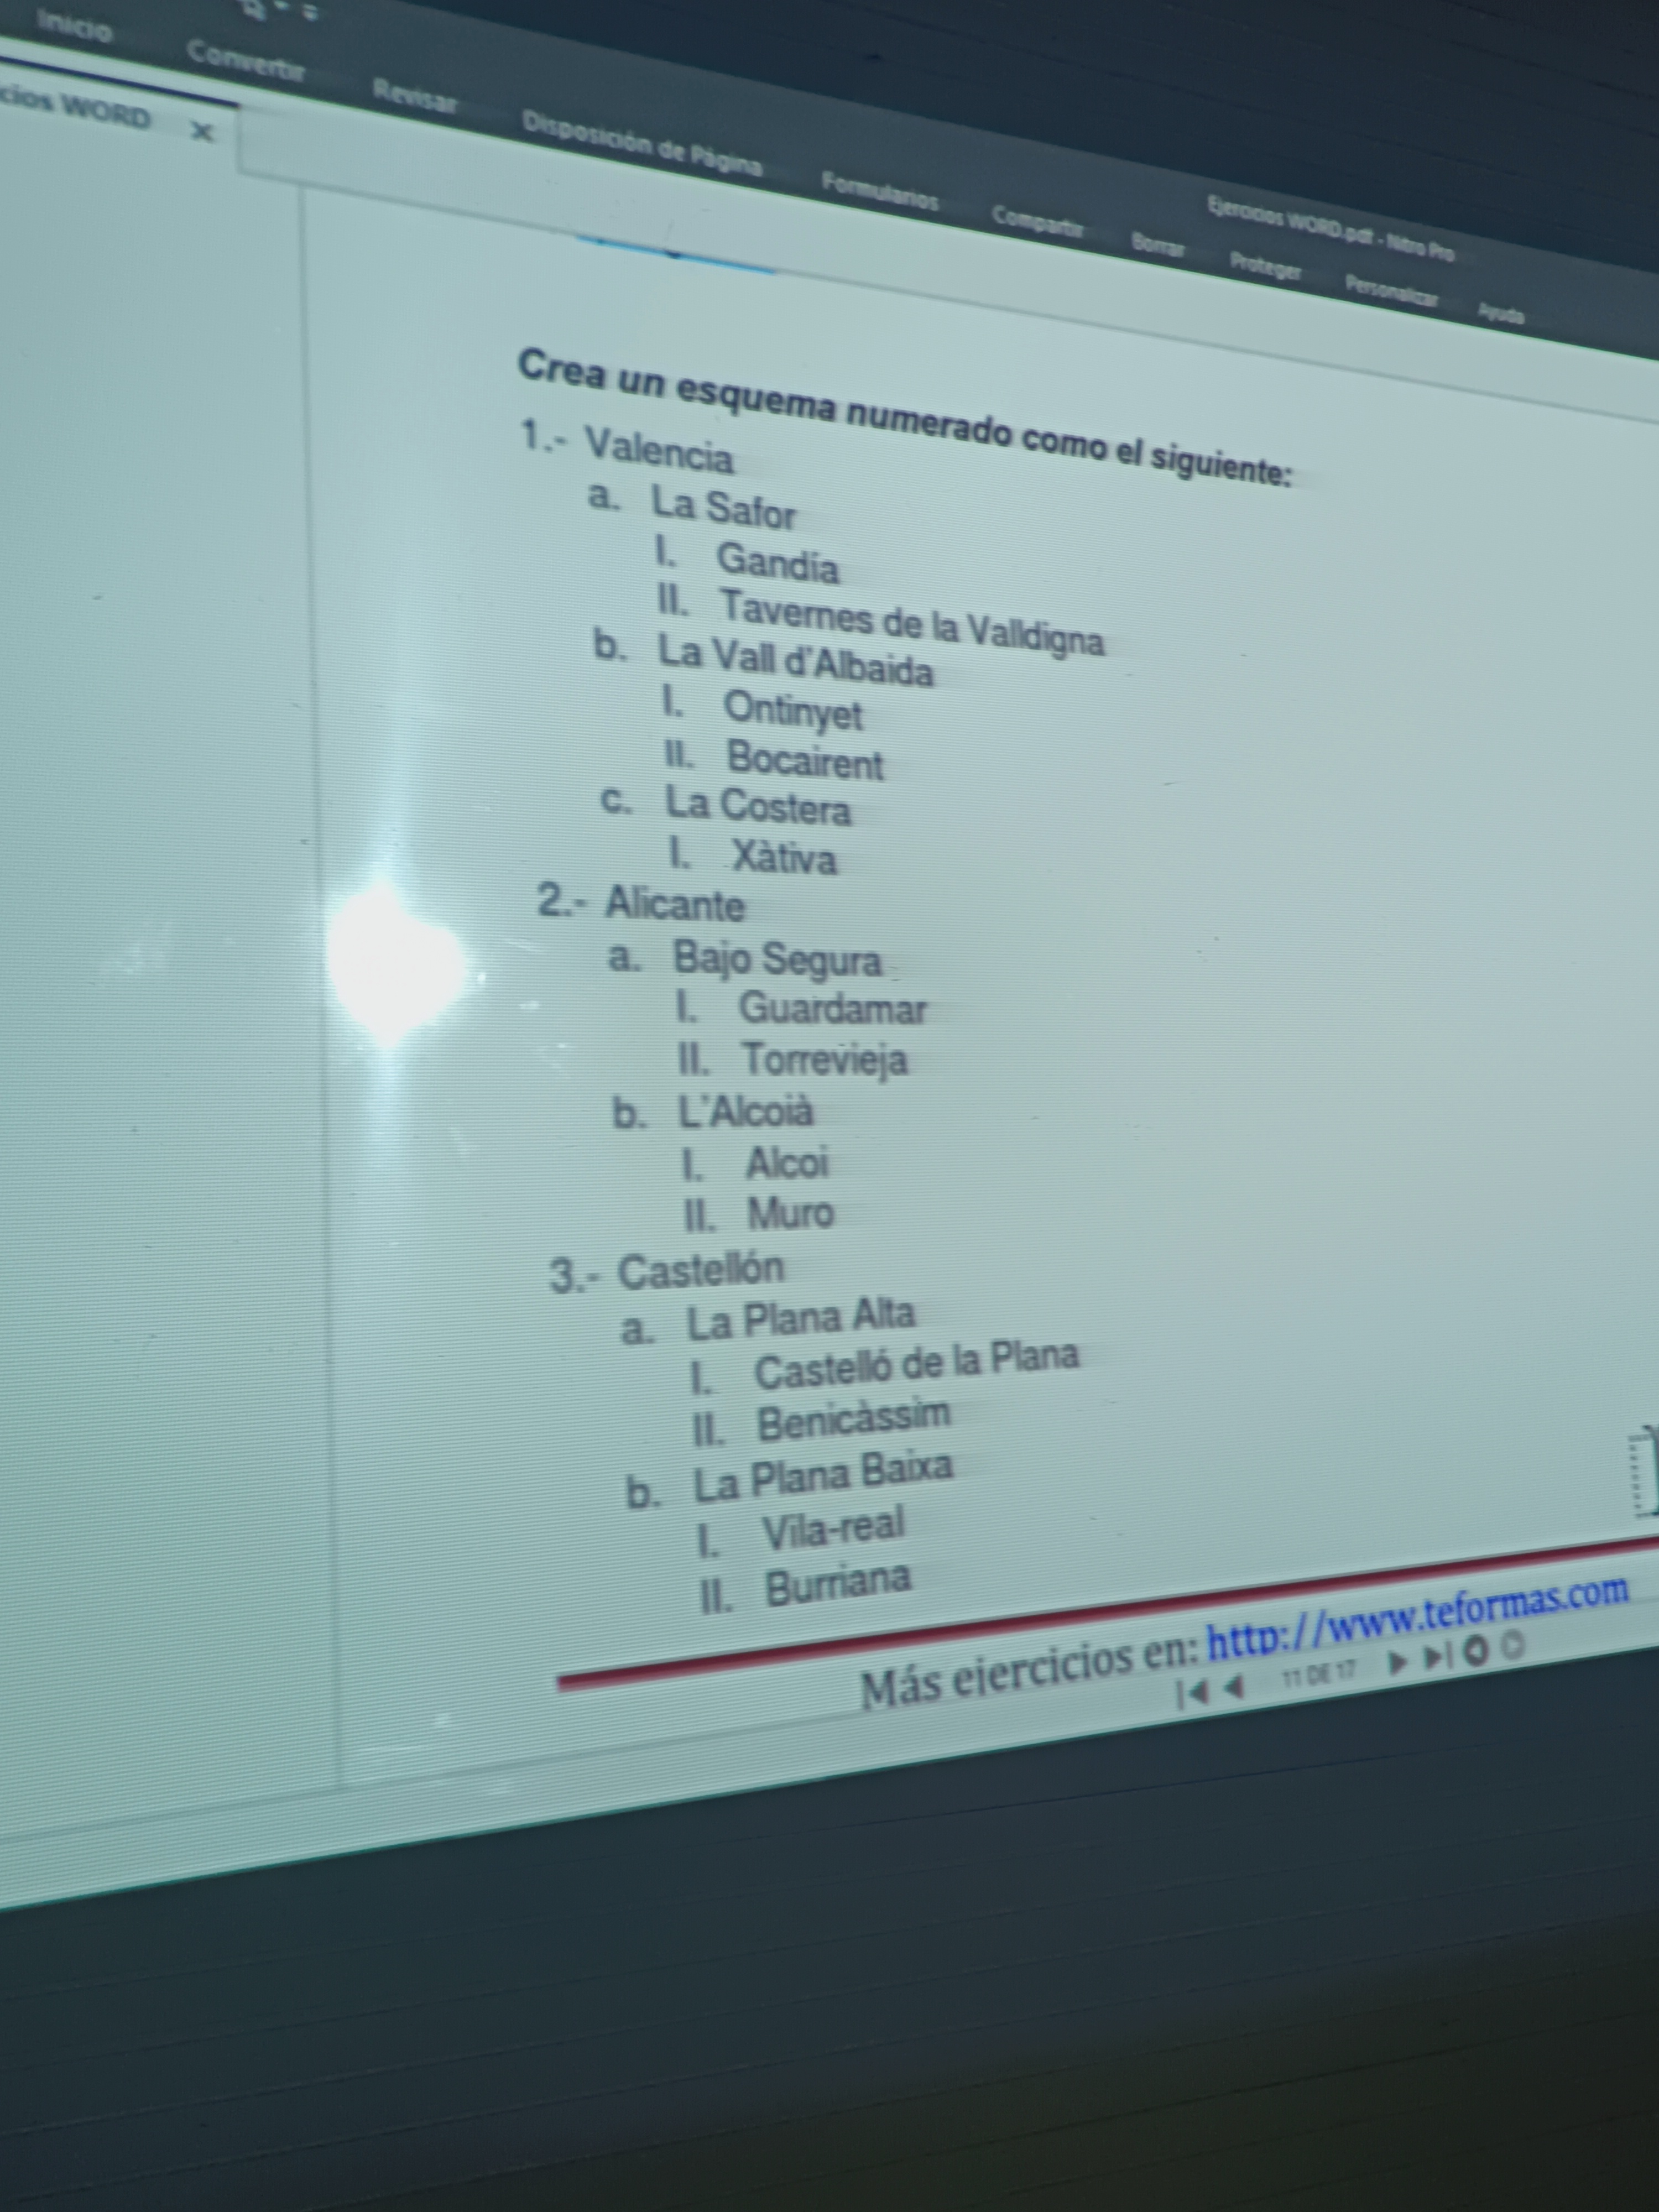 Inicio Convertir Revisar Disposición de Página Formularios Compartir Borrar Proteger Personalizar Ayuda
Ejercicios WORD.pdf - Nitro Pro
cios WORD X
Crea un esquema numerado como el siguiente:
1.- Valencia
a. La Safor
I. Gandía
II. Tavernes de la Valldigna
b. La Vall d'Albaida
I. Ontinyet
II. Bocairent
c. La Costera
I. Xàtiva
2.- Alicante
a. Bajo Segura
I. Guardamar
II. Torrevieja
b. L'Alcoià
I. Alcoi
II. Muro
3.- Castellón
a. La Plana Alta
I. Castelló de la Plana
II. Benicàssim
b. La Plana Baixa
I. Vila-real
II. Burriana
Más ejercicios en: http://www.teformas.com
11 DE 17